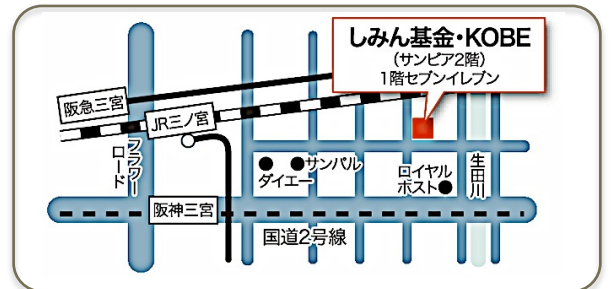 しみん基金・KOBE
(サンピア2階)
1階セブンイレブン
阪急三宮
JR三ノ宮
フラワー
ロード
サンパル
ダイエー
ロイヤル
ホスト
生田川
阪神三宮
国道2号線